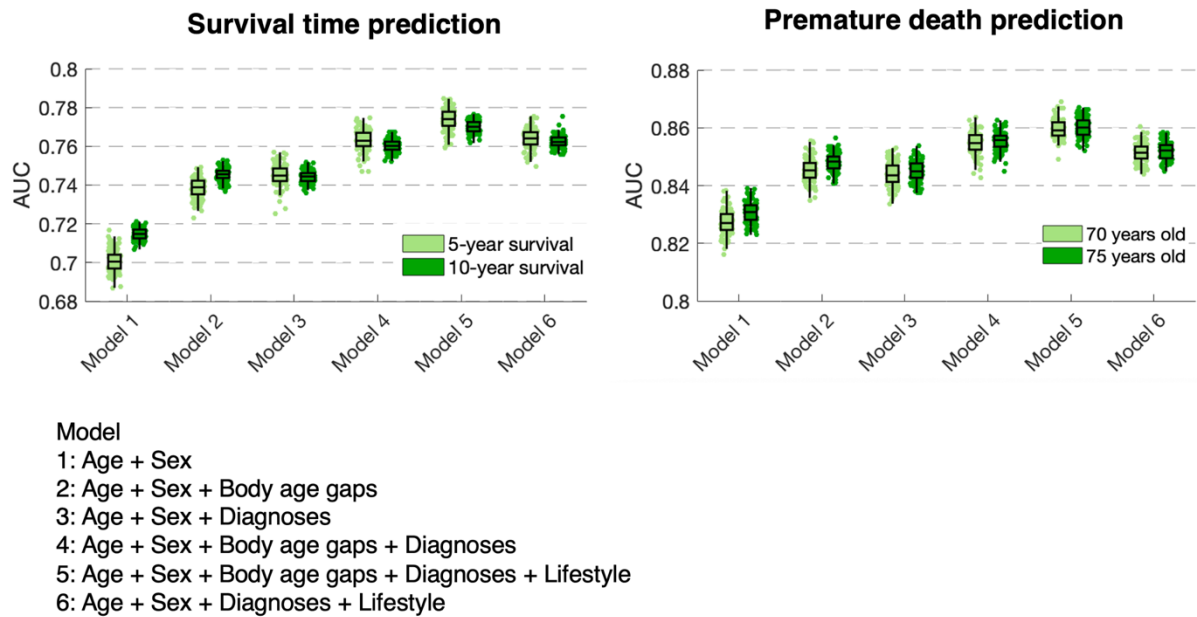 Survival time prediction
0.8
0.78
0.76
0.74
0.72
0.7
0.68
AUC
5-year survival
10-year survival
Model 1
Model 2
Model 3
Model 4
Model 5
Model 6
Premature death prediction
0.88
0.86
0.84
0.82
0.8
AUC
70 years old
75 years old
Model 1
Model 2
Model 3
Model 4
Model 5
Model 6
Model
1: Age + Sex
2: Age + Sex + Body age gaps
3: Age + Sex + Diagnoses
4: Age + Sex + Body age gaps + Diagnoses
5: Age + Sex + Body age gaps + Diagnoses + Lifestyle
6: Age + Sex + Diagnoses + Lifestyle